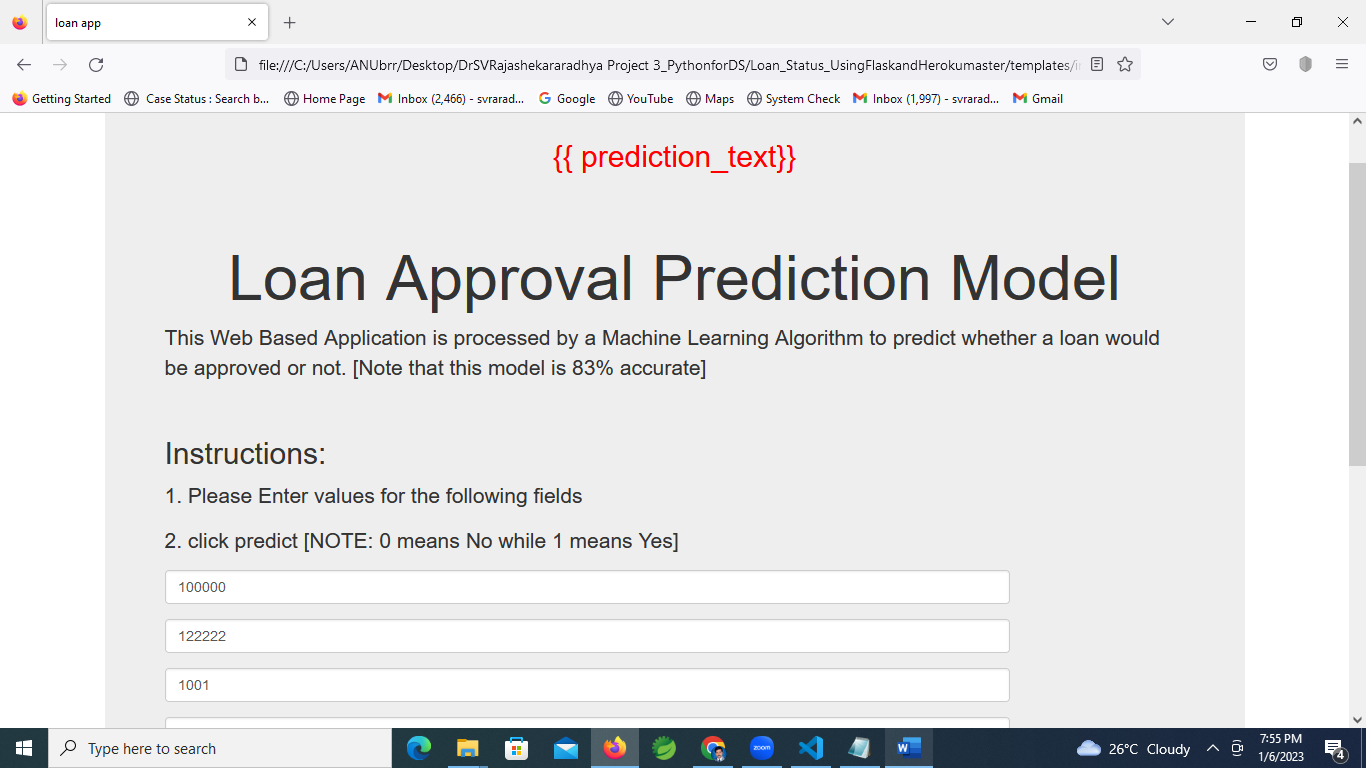 loan app
file:///C:/Users/ANUbrr/Desktop/DrSVRajashekararadhya Project 3_PythonforDS/Loan_Status_UsingFlaskandHerokumaster/templates/
Getting Started Case Status : Search b... Home Page Inbox (2,466) - svrarad... Google YouTube Maps System Check Inbox (1,997) - svrarad... Gmail
{{ prediction_text}}
Loan Approval Prediction Model
This Web Based Application is processed by a Machine Learning Algorithm to predict whether a loan would
be approved or not. [Note that this model is 83% accurate]
Instructions:
1. Please Enter values for the following fields
2. click predict [NOTE: 0 means No while 1 means Yes]
100000
122222
1001
Type here to search
zoom
26°C Cloudy
7:55 PM
1/6/2023
4